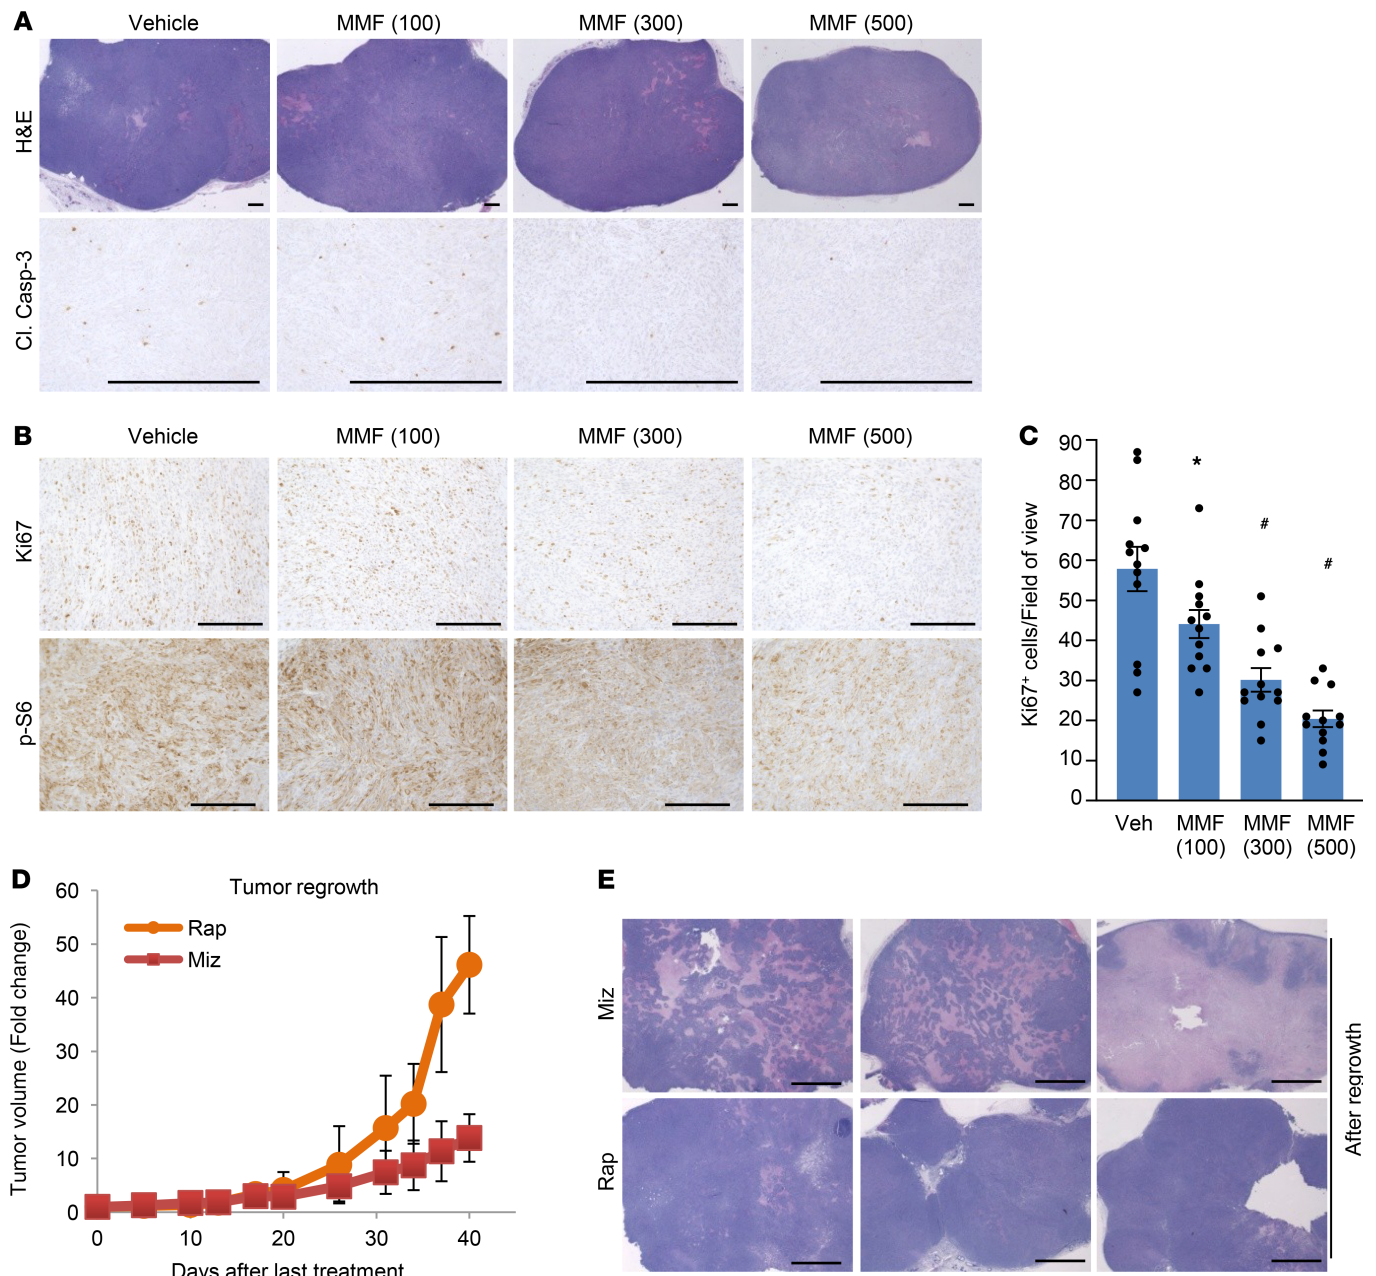 A
Vehicle
MMF (100)
MMF (300)
MMF (500)
H&E
Cl. Casp-3
B
Vehicle
MMF (100)
MMF (300)
MMF (500)
Ki67
p-S6
C
Ki67+ cells/Field of view
90
80
70
60
50
40
30
20
10
0
*
#
#
Veh
MMF
(100)
MMF
(300)
MMF
(500)
D
Tumor regrowth
Tumor volume (Fold change)
60
50
40
30
20
10
0
Rap
Miz
0
10
20
30
40
Days after last treatment
E
Miz
Rap
After regrowth